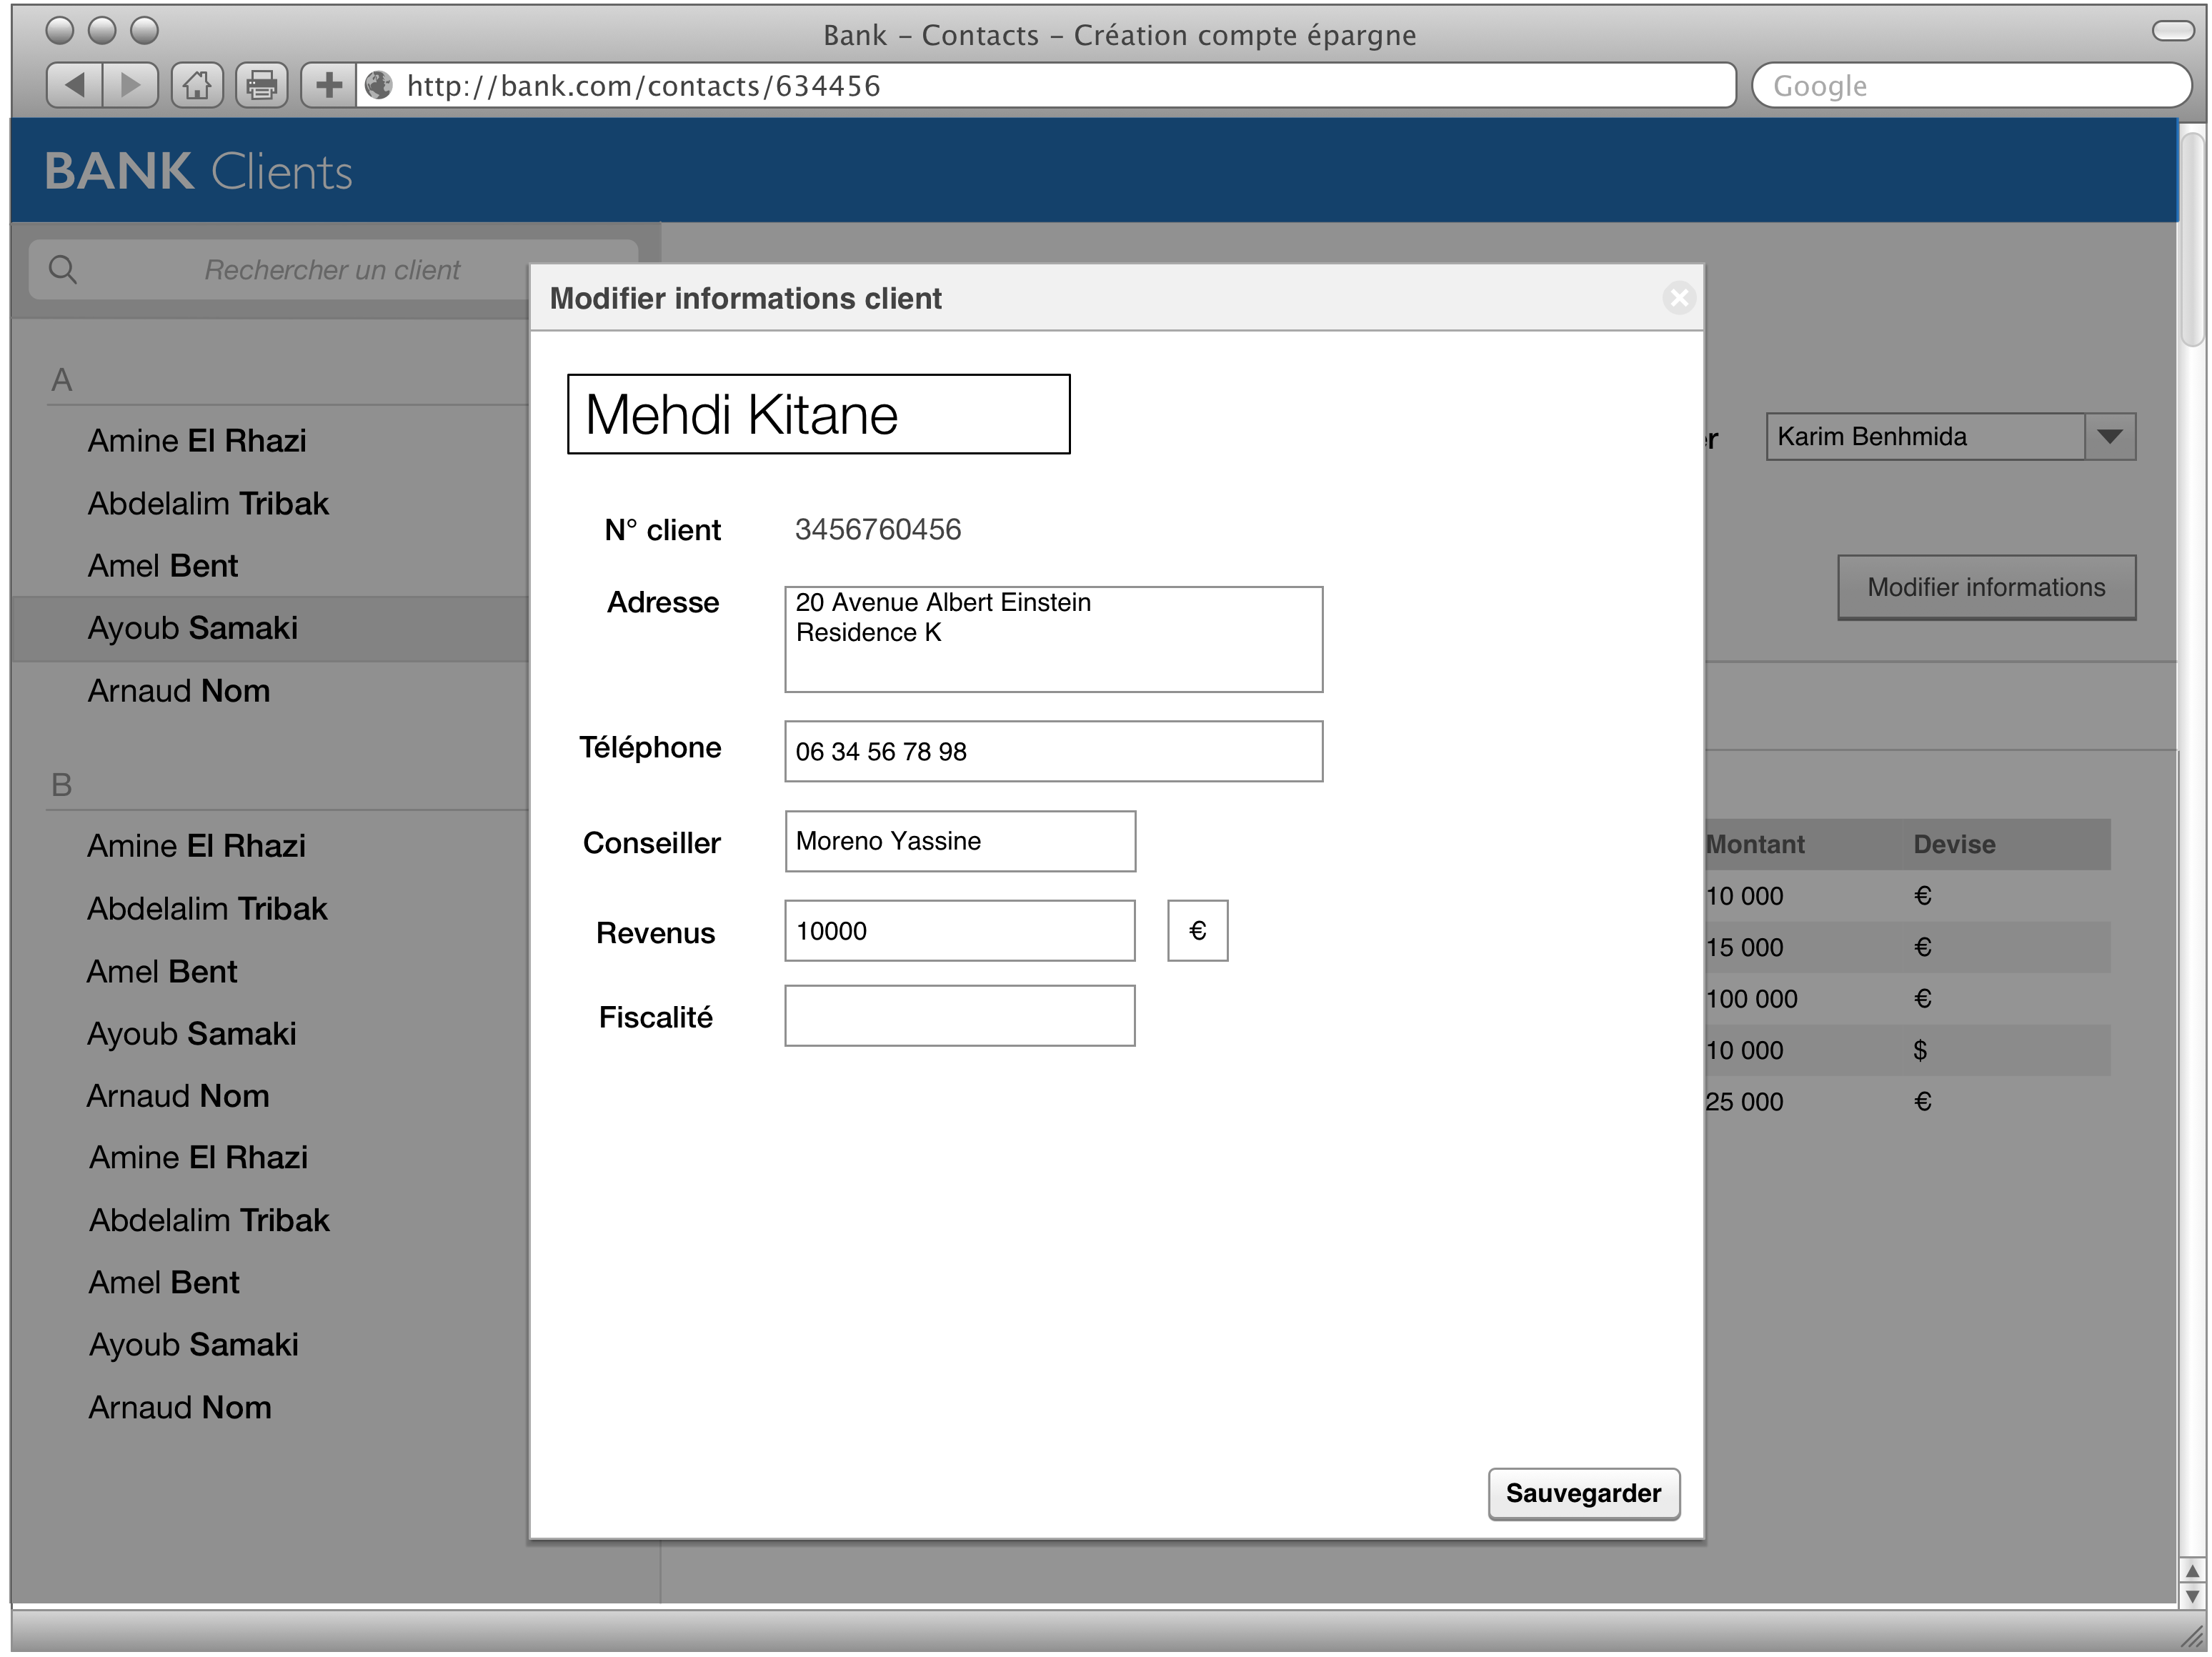 Bank – Contacts – Création compte épargne
http://bank.com/contacts/634456
Google
BANK Clients
Rechercher un client
A
Amine El Rhazi
Abdelalim Tribak
Amel Bent
Ayoub Samaki
Arnaud Nom
B
Amine El Rhazi
Abdelalim Tribak
Amel Bent
Ayoub Samaki
Arnaud Nom
Amine El Rhazi
Abdelalim Tribak
Amel Bent
Ayoub Samaki
Arnaud Nom
Modifier informations client
Mehdi Kitane
N° client 3456760456
Adresse 20 Avenue Albert Einstein
Residence K
Téléphone 06 34 56 78 98
Conseiller Moreno Yassine
Revenus 10000 €
Fiscalité
Sauvegarder
r Karim Benhmida
Modifier informations
Montant Devise
10 000 €
15 000 €
100 000 €
10 000 $
25 000 €